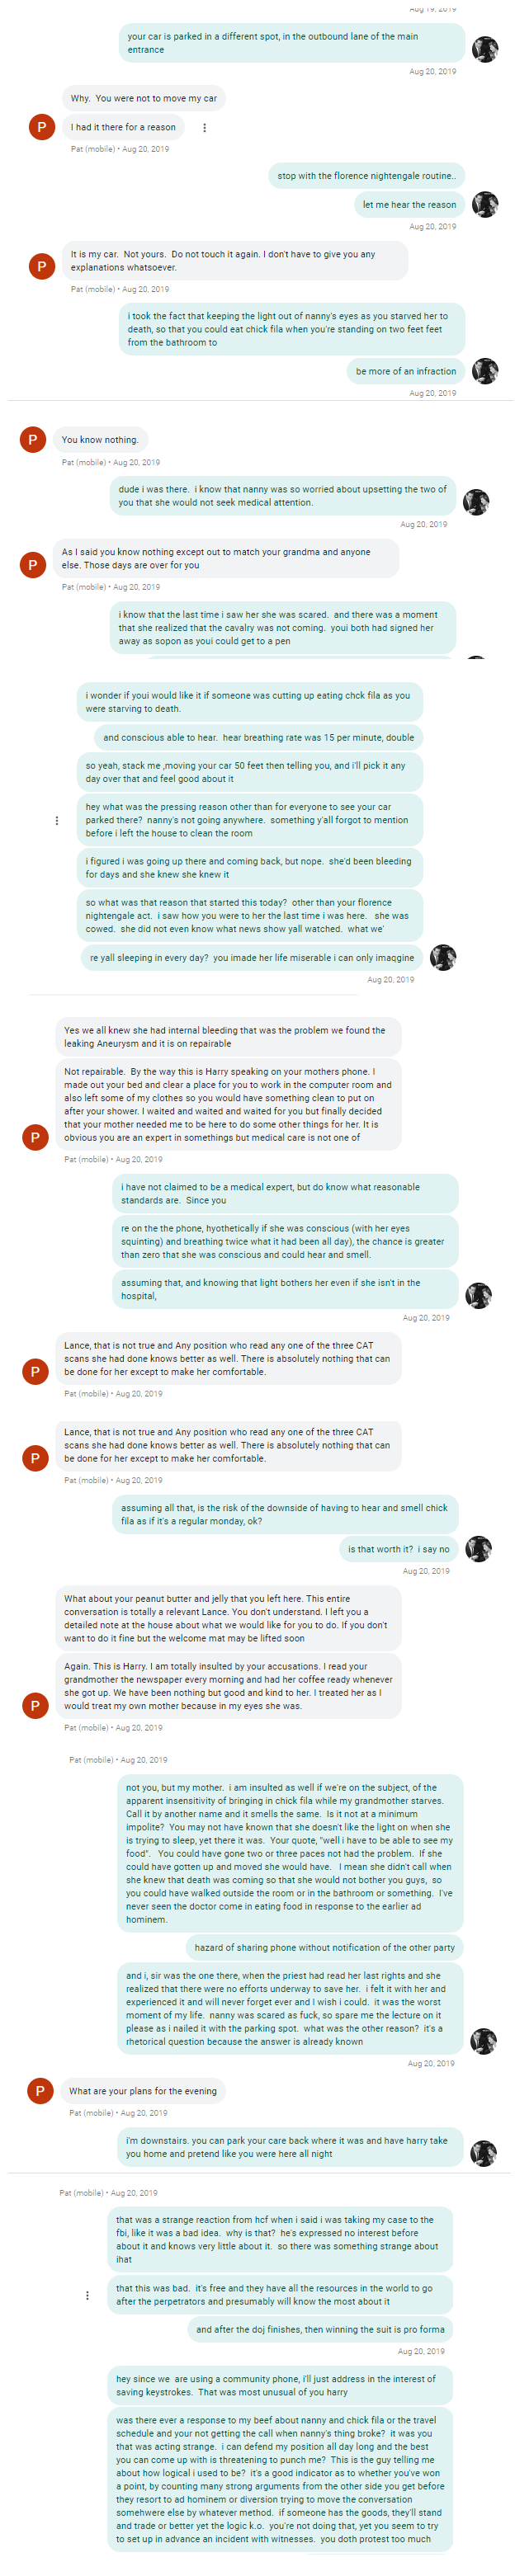 Aug 19, 2019
your car is parked in a different spot, in the outbound lane of the main
entrance
Aug 20, 2019
Why.  You were not to move my car
P
I had it there for a reason
Pat (mobile) • Aug 20, 2019
stop with the florence nightengale routine..
let me hear the reason
Aug 20, 2019
It is my car.  Not yours.  Do not touch it again. I don't have to give you any
P
explanations whatsoever.
Pat (mobile) • Aug 20, 2019
i took the fact that keeping the light out of nanny's eyes as you starved her to
death, so that you could eat chick fila when you're standing on two feet feet
from the bathroom to
be more of an infraction
Aug 20, 2019
P
You know nothing.
Pat (mobile) • Aug 20, 2019
dude i was there.  i know that nanny was so worried about upsetting the two of
you that she would not seek medical attention.
Aug 20, 2019
As I said you know nothing except out to match your grandma and anyone
P
else. Those days are over for you
Pat (mobile) • Aug 20, 2019
i know that the last time i saw her she was scared.  and there was a moment
that she realized that the cavalry was not coming.  youi both had signed her
away as sopon as youi could get to a pen
i wonder if youi would like it if someone was cutting up eating chck fila as you
were starving to death.
and conscious able to hear.  hear breathing rate was 15 per minute, double
so yeah, stack me ,moving your car 50 feet then telling you, and i'll pick it any
day over that and feel good about it
hey what was the pressing reason other than for everyone to see your car
parked there?  nanny's not going anywhere.  something y'all forgot to mention
before i left the house to clean the room
i figured i was going up there and coming back, but nope.  she'd been bleeding
for days and she knew she knew it
so what was that reason that started this today?  other than your florence
nightengale act.  i saw how you were to her the last time i was here.   she was
cowed.  she did not even know what news show yall watched.  what we'
re yall sleeping in every day?  you imade her life miserable i can only imaqgine
Aug 20, 2019
Yes we all knew she had internal bleeding that was the problem we found the
leaking Aneurysm and it is on repairable
Not repairable.  By the way this is Harry speaking on your mothers phone. I
made out your bed and clear a place for you to work in the computer room and
also left some of my clothes so you would have something clean to put on
after your shower. I waited and waited and waited for you but finally decided
that your mother needed me to be here to do some other things for her. It is
P
obvious you are an expert in somethings but medical care is not one of
Pat (mobile) • Aug 20, 2019
i have not claimed to be a medical expert, but do know what reasonable
standards are.  Since you
re on the the phone, hyothetically if she was conscious (with her eyes
squinting) and breathing twice what it had been all day), the chance is greater
than zero that she was conscious and could hear and smell.
assuming that, and knowing that light bothers her even if she isn't in the
hospital,
Aug 20, 2019
Lance, that is not true and Any position who read any one of the three CAT
scans she had done knows better as well. There is absolutely nothing that can
P
be done for her except to make her comfortable.
Pat (mobile) • Aug 20, 2019
Lance, that is not true and Any position who read any one of the three CAT
scans she had done knows better as well. There is absolutely nothing that can
P
be done for her except to make her comfortable.
Pat (mobile) • Aug 20, 2019
assuming all that, is the risk of the downside of having to hear and smell chick
fila as if it's a regular monday, ok?
is that worth it?  i say no
Aug 20, 2019
What about your peanut butter and jelly that you left here. This entire
conversation is totally a relevant Lance. You don't understand. I left you a
detailed note at the house about what we would like for you to do. If you don't
want to do it fine but the welcome mat may be lifted soon
Again. This is Harry. I am totally insulted by your accusations. I read your
grandmother the newspaper every morning and had her coffee ready whenever
she got up. We have been nothing but good and kind to her. I treated her as I
P
would treat my own mother because in my eyes she was.
Pat (mobile) • Aug 20, 2019
Pat (mobile) • Aug 20, 2019
not you, but my mother.  i am insulted as well if we're on the subject, of the
apparent insensitivity of bringing in chick fila while my grandmother starves.
Call it by another name and it smells the same.  Is it not at a minimum
impolite?  You may not have known that she doesn't like the light on when she
is trying to sleep, yet there it was.  Your quote, "well i have to be able to see my
food".   You could have gone two or three paces not had the problem.  If she
could have gotten up and moved she would have.   I mean she didn't call when
she knew that death was coming so that she would not bother you guys,  so
you could have walked outside the room or in the bathroom or something.  I've
never seen the doctor come in eating food in response to the earlier ad
hominem.
hazard of sharing phone without notification of the other party
and i, sir was the one there, when the priest had read her last rights and she
realized that there were no efforts underway to save her.  i felt it with her and
experienced it and will never forget ever and I wish i could.  it was the worst
moment of my life.  nanny was scared as fuck, so spare me the lecture on it
please as i nailed it with the parking spot.  what was the other reason?  it's a
rhetorical question because the answer is already known
Aug 20, 2019
P
What are your plans for the evening
Pat (mobile) • Aug 20, 2019
i'm downstairs. you can park your care back where it was and have harry take
you home and pretend like you were here all night
Pat (mobile) • Aug 20, 2019
that was a strange reaction from hcf when i said i was taking my case to the
fbi, like it was a bad idea.  why is that?  he's expressed no interest before
about it and knows very little about it.  so there was something strange about
ihat
that this was bad.  it's free and they have all the resources in the world to go
after the perpetrators and presumably will know the most about it
and after the doj finishes, then winning the suit is pro forma
Aug 20, 2019
hey since we  are using a community phone, i'll just address in the interest of
saving keystrokes.  That was most unusual of you harry
was there ever a response to my beef about nanny and chick fila or the travel
schedule and your not getting the call when nanny's thing broke?  it was you
that was acting strange.  i can defend my position all day long and the best
you can come up with is threatening to punch me?  This is the guy telling me
about how logical i used to be?  it's a good indicator as to whether you've won
a point, by counting many strong arguments from the other side you get before
they resort to ad hominem or diversion trying to move the conversation
somehwere else by whatever method.  if someone has the goods, they'll stand
and trade or better yet the logic k.o.  you're not doing that, yet you seem to try
to set up in advance an incident with witnesses.  you doth protest too much